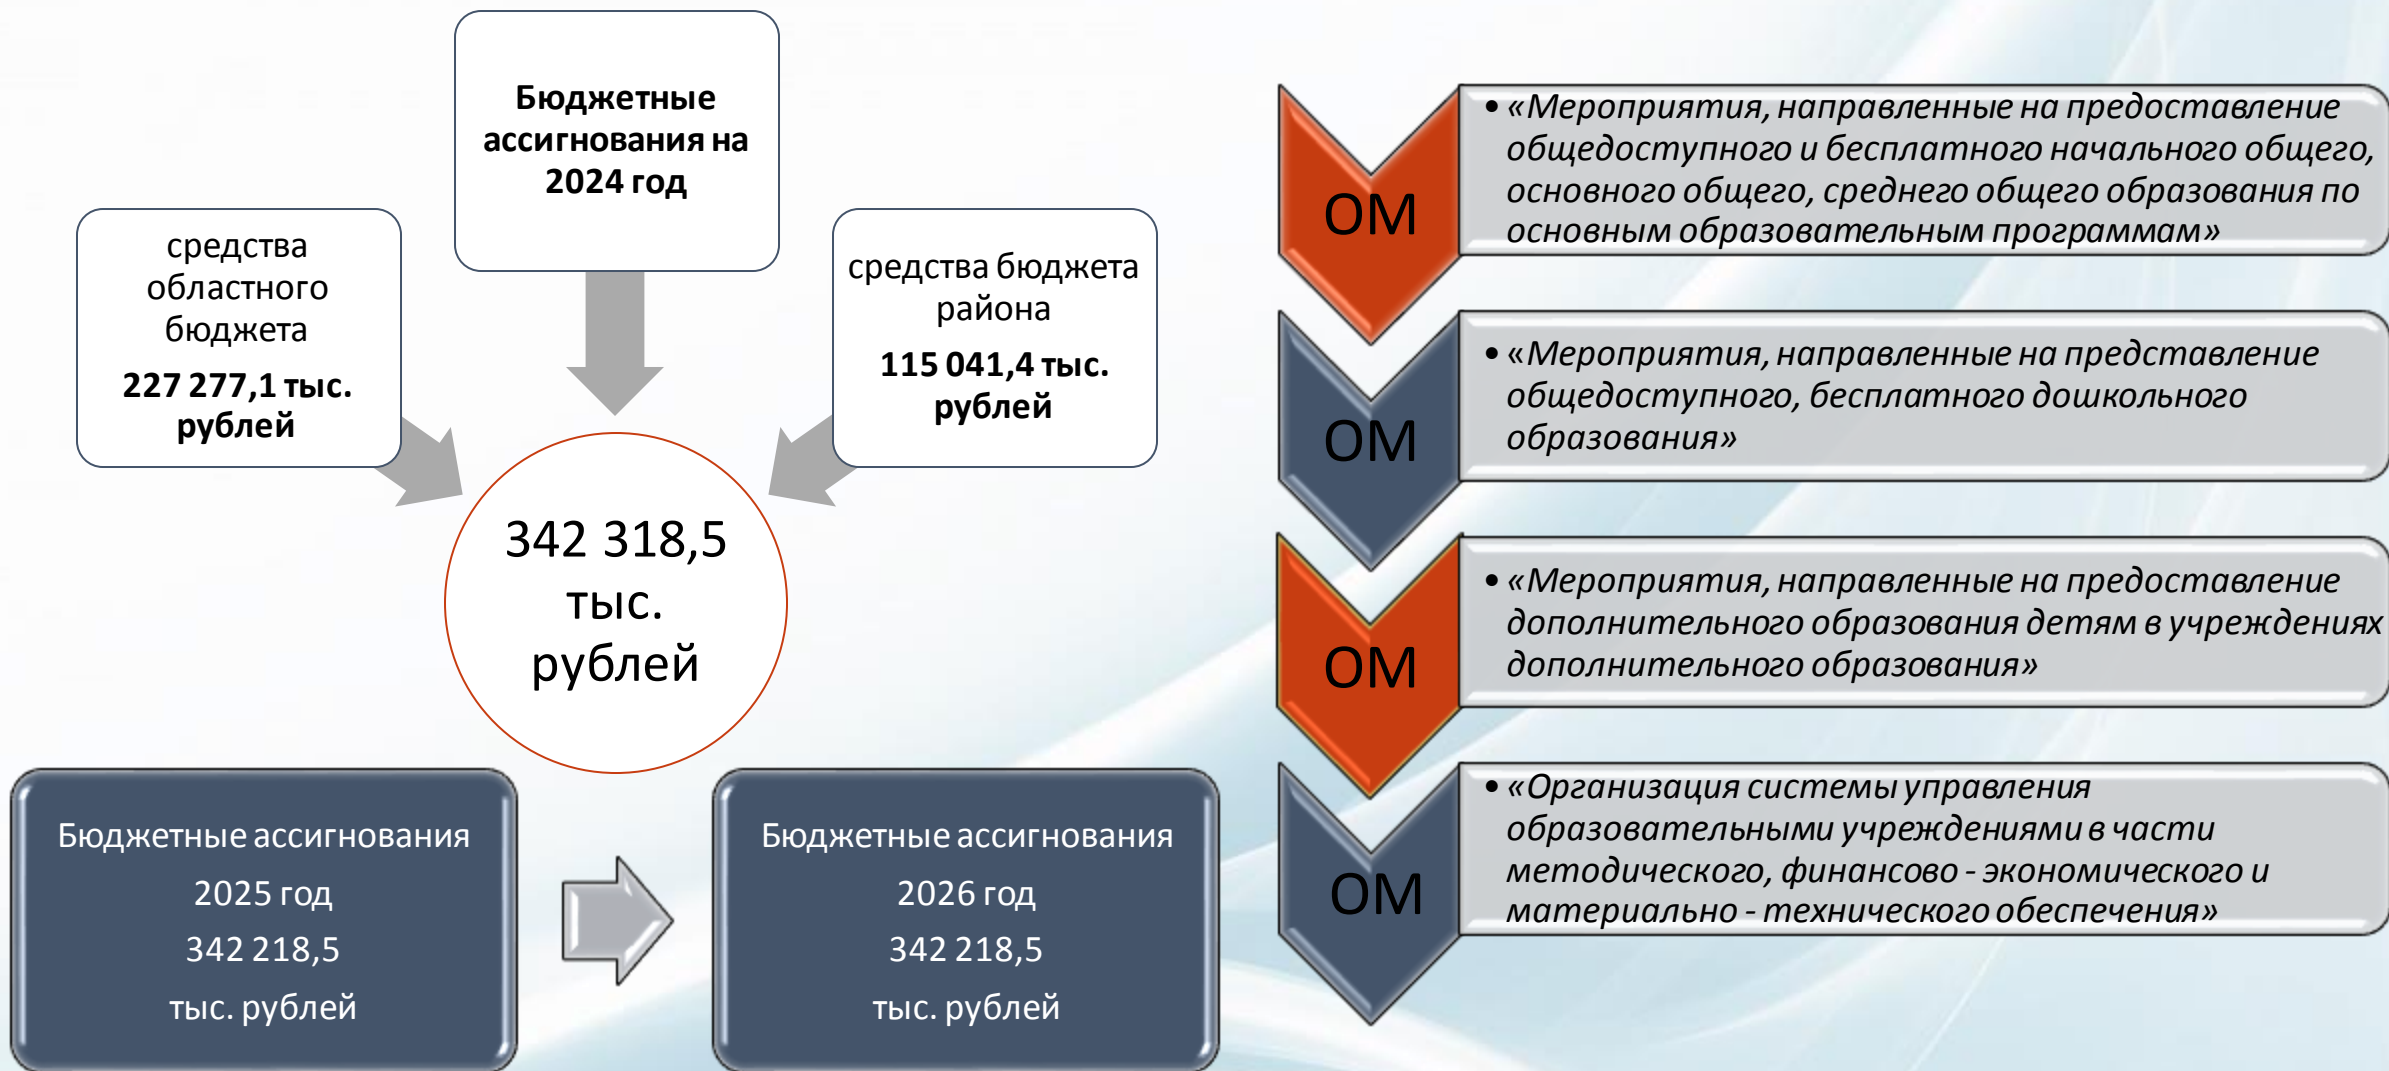 Бюджетные
ассигнования на
2024 год
средства
областного
бюджета
227 277,1 тыс.
рублей
средства бюджета
района
115 041,4 тыс.
рублей
342 318,5
тыс.
рублей
Бюджетные ассигнования
2025 год
342 218,5
тыс. рублей
Бюджетные ассигнования
2026 год
342 218,5
тыс. рублей
ОМ
• «Мероприятия, направленные на предоставление
общедоступного и бесплатного начального общего,
основного общего, среднего общего образования по
основным образовательным программам»
ОМ
• «Мероприятия, направленные на представление
общедоступного, бесплатного дошкольного
образования»
ОМ
• «Мероприятия, направленные на предоставление
дополнительного образования детям в учреждениях
дополнительного образования»
ОМ
• «Организация системы управления
образовательными учреждениями в части
методического, финансово - экономического и
материально - технического обеспечения»